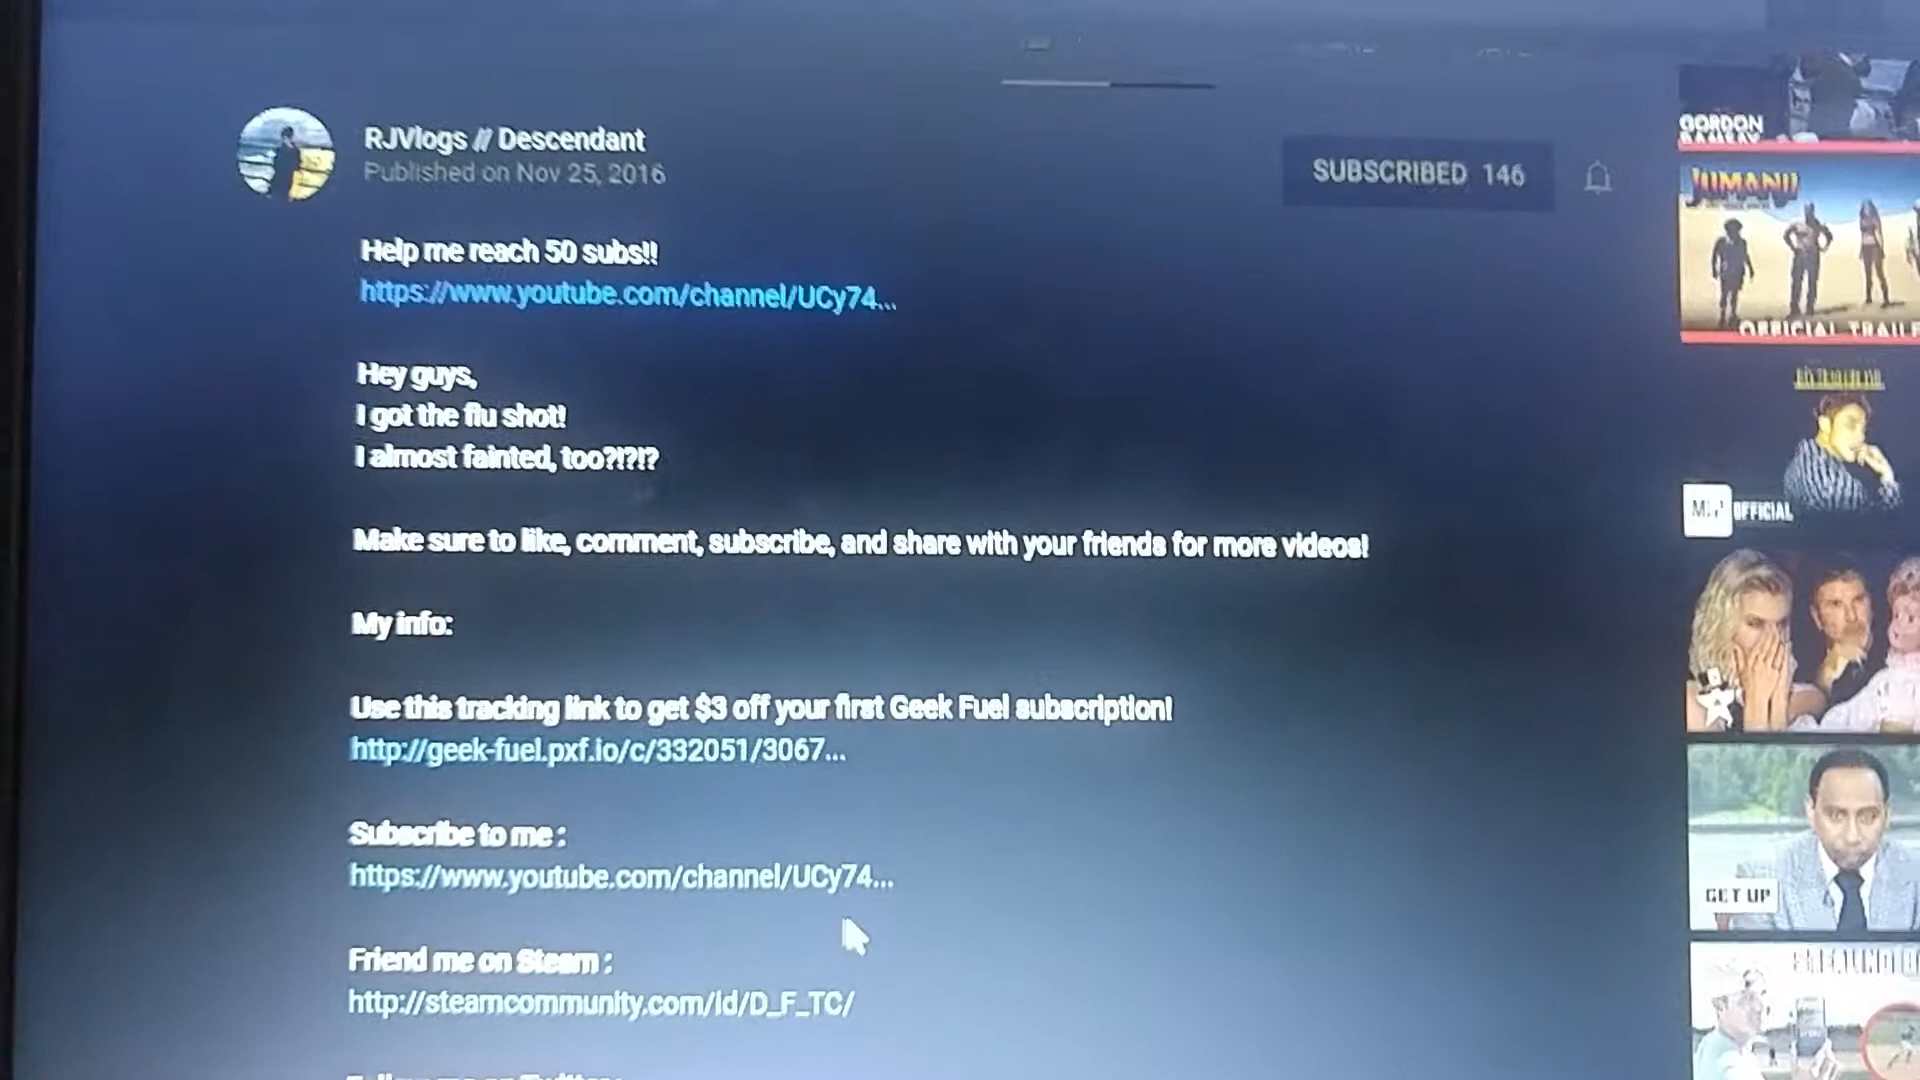 RJVlogs // Descendant
Published on Nov 25, 2016
SUBSCRIBED 146
Help me reach 50 subs!!
https://www.youtube.com/channel/UCy74...
Hey guys,
I got the flu shot!
I almost fainted, too?!?!?
Make sure to like, comment, subscribe, and share with your friends for more videos!
My info:
Use this tracking link to get $3 off your first Geek Fuel subscription!
http://geek-fuel.pxf.io/c/332051/3067...
Subscribe to me :
https://www.youtube.com/channel/UCy74...
Friend me on Steam :
http://steamcommunity.com/id/D_F_TC/
GORDON
RAMSAY
JUMANJI
OFFICIAL
OFFICIAL
GET UP